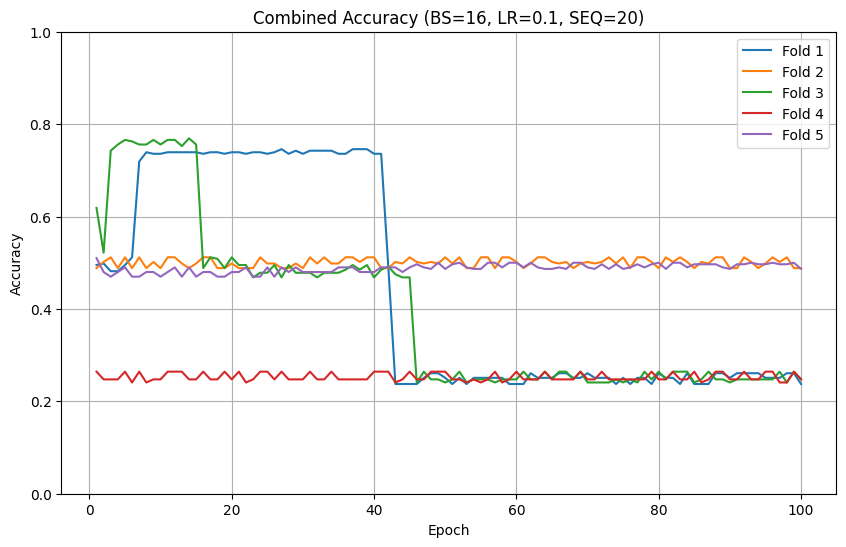 Combined Accuracy (BS=16, LR=0.1, SEQ=20)
1.0
0.8
0.6
0.4
0.2
0.0
Accuracy
Fold 1
Fold 2
Fold 3
Fold 4
Fold 5
0 20 40 60 80 100
Epoch